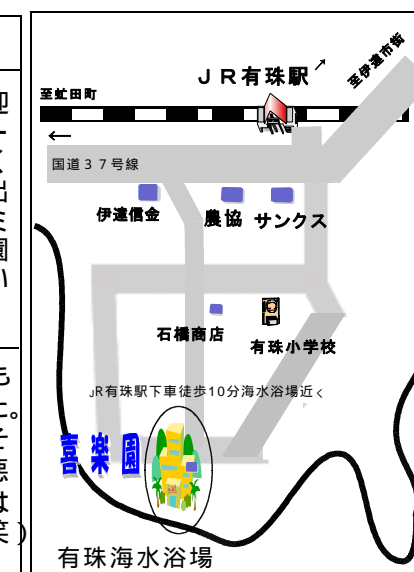 JR有珠駅
至伊達市街
至虻田町
←
国道37号線
伊達信金
農協
サンクス
石橋商店
有珠小学校
JR有珠駅下車徒歩10分海水浴場近く
喜楽園
有珠海水浴場